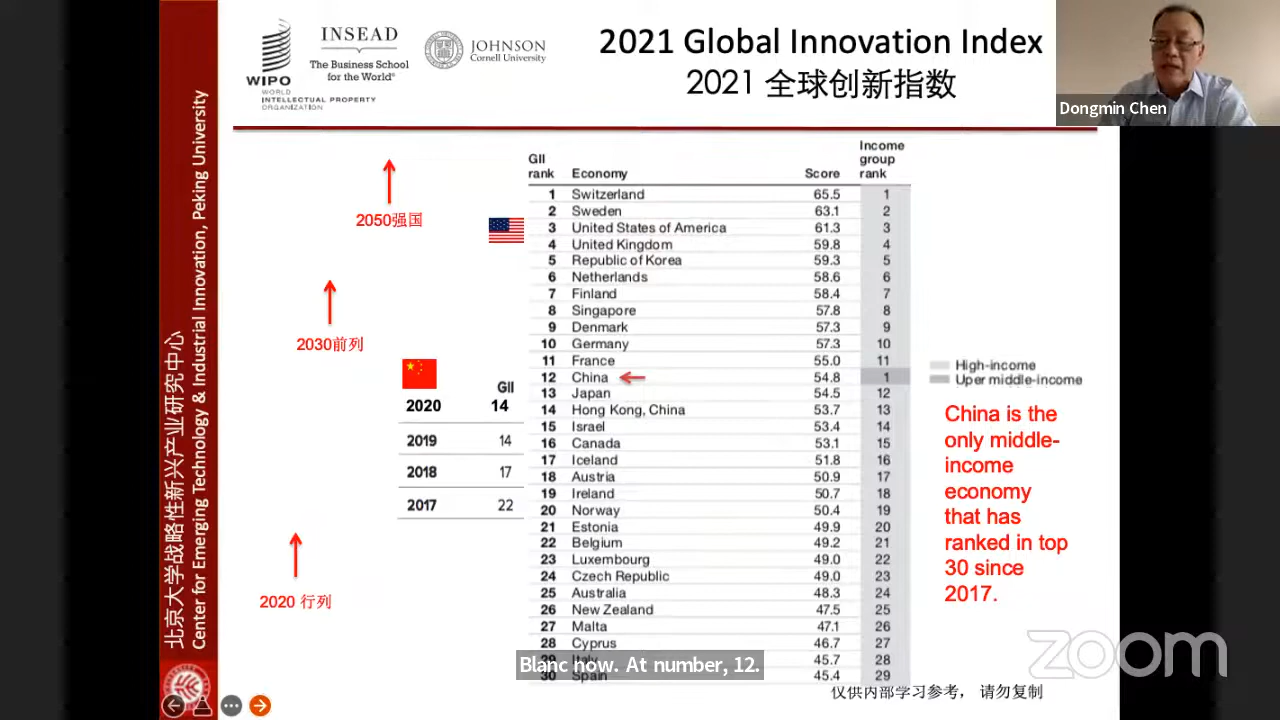 WIPO
WORLD
INTELLECTUAL PROPERTY
ORGANIZATION
INSEAD
The Business School
for the World®
JOHNSON
Cornell University
2021 Global Innovation Index
2021 全球创新指数
Dongmin Chen
北京大学战略性新兴产业研究中心
Center for Emerging Technology & Industrial Innovation, Peking University
2050强国
2030前列
2020 行列
GII
2020 14
2019 14
2018 17
2017 22
GII rank Economy Score Income group rank
1 Switzerland 65.5 1
2 Sweden 63.1 2
3 United States of America 61.3 3
4 United Kingdom 59.8 4
5 Republic of Korea 59.3 5
6 Netherlands 58.6 6
7 Finland 58.4 7
8 Singapore 57.8 8
9 Denmark 57.3 9
10 Germany 57.3 10
11 France 55.0 11
12 China 54.8 1
13 Japan 54.5 12
14 Hong Kong, China 53.7 13
15 Israel 53.4 14
16 Canada 53.1 15
17 Iceland 51.8 16
18 Austria 50.9 17
19 Ireland 50.7 18
20 Norway 50.4 19
21 Estonia 49.9 20
22 Belgium 49.2 21
23 Luxembourg 49.0 22
24 Czech Republic 49.0 23
25 Australia 48.3 24
26 New Zealand 47.5 25
27 Malta 47.1 26
28 Cyprus 46.7 27
29 Italy 45.7 28
30 Spain 45.4 29
High-income
Uper middle-income
China is the
only middle-
income
economy
that has
ranked in top
30 since
2017.
Blanc now. At number, 12.
zoom
仅供内部学习参考， 请勿复制